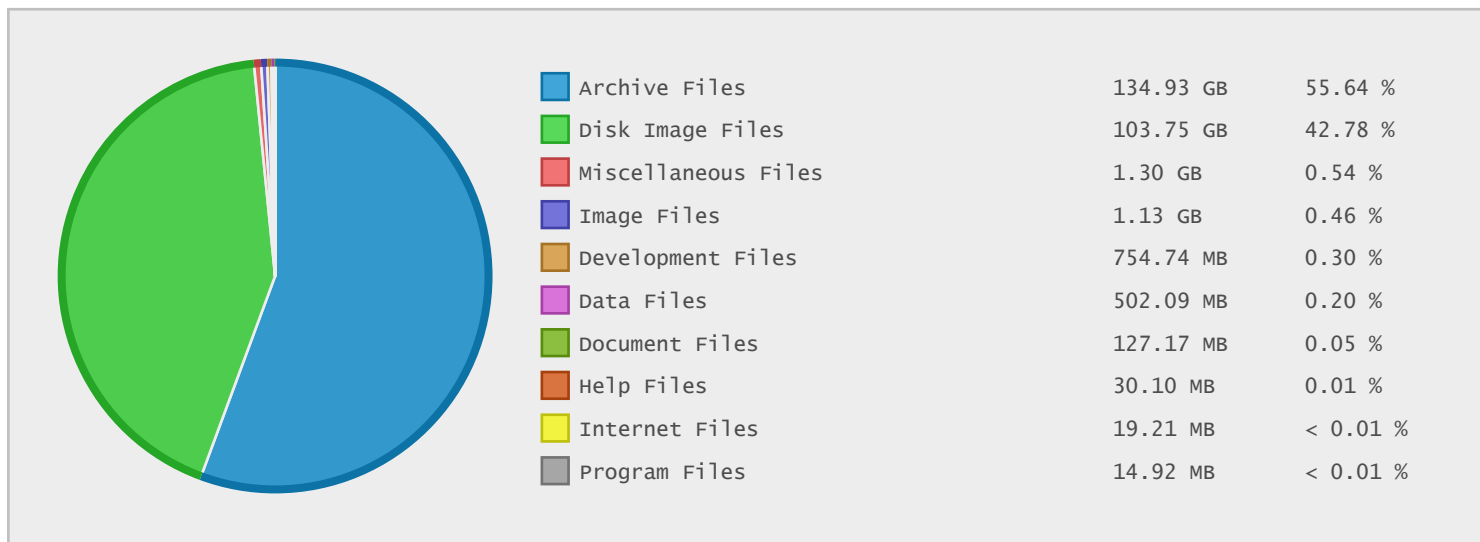 Archive Files 134.93 GB 55.64 %
Disk Image Files 103.75 GB 42.78 %
Miscellaneous Files 1.30 GB 0.54 %
Image Files 1.13 GB 0.46 %
Development Files 754.74 MB 0.30 %
Data Files 502.09 MB 0.20 %
Document Files 127.17 MB 0.05 %
Help Files 30.10 MB 0.01 %
Internet Files 19.21 MB < 0.01 %
Program Files 14.92 MB < 0.01 %